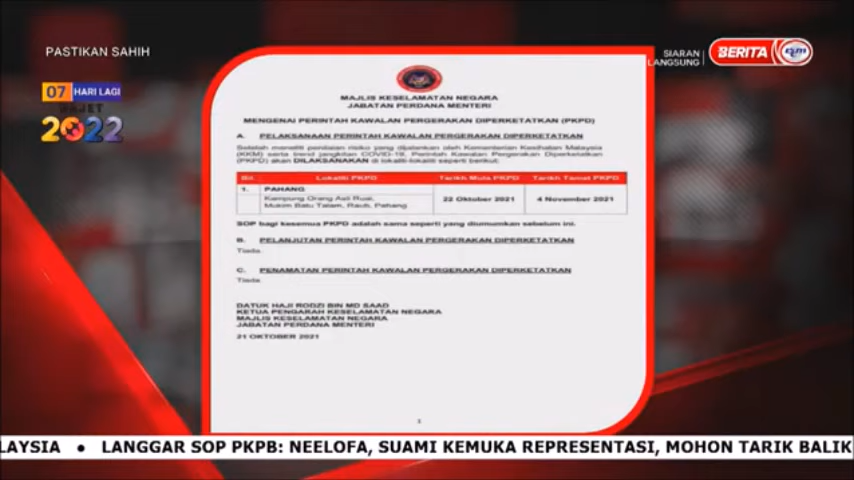 PASTIKAN SAHIH
SIARAN
LANGSUNG
BERITA
07 HARI LAGI
BAJET
2022
MAJLIS KESELAMATAN NEGARA
JABATAN PERDANA MENTERI
MENGENAI PERINTAH KAWALAN PERGERAKAN DIPERKETATKAN (PKPD)
A. PELAKSANAAN PERINTAH KAWALAN PERGERAKAN DIPERKETATKAN
Setelah meneliti penilaian risiko yang dijalankan oleh Kementerian Kesihatan Malaysia
(KKM) serta trend jangkitan COVID-19, Perintah Kawalan Pergerakan Diperketatkan
(PKPD) akan DILAKSANAKAN di lokaliti-lokaliti seperti berikut:
Bil Lokaliti PKPD Tarikh Mula PKPD Tarikh Tamat PKPD
1. PAHANG
Kampung Orang Asli Ruai,
Mukim Batu Talam, Raub, Pahang
22 Oktober 2021 4 November 2021
SOP bagi kesemua PKPD adalah sama seperti yang diumumkan sebelum ini.
B. PELANJUTAN PERINTAH KAWALAN PERGERAKAN DIPERKETATKAN
Tiada.
C. PENAMATAN PERINTAH KAWALAN PERGERAKAN DIPERKETATKAN
Tiada.
DATUK HAJI RODZI BIN MD SAAD
KETUA PENGARAH KESELAMATAN NEGARA
MAJLIS KESELAMATAN NEGARA
JABATAN PERDANA MENTERI
21 OKTOBER 2021
1
LAYSIA • LANGGAR SOP PKPB: NEELOFA, SUAMI KEMUKA REPRESENTASI, MOHON TARIK BALIK